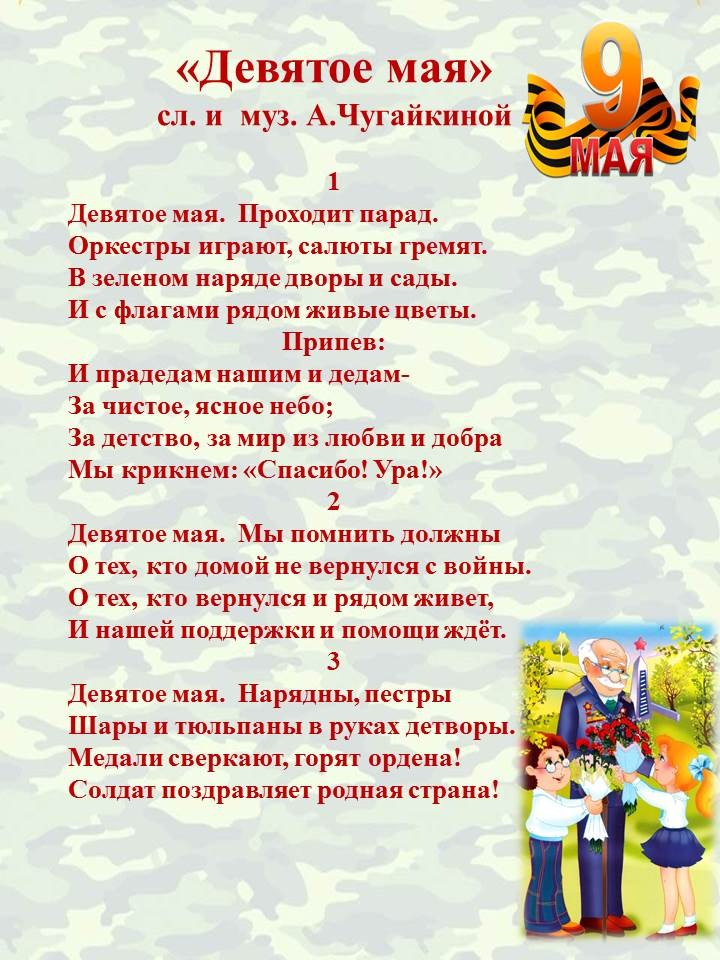 «Девятое мая»
сл. и  муз. А.Чугайкиной
9
МАЯ
1
Девятое мая.  Проходит парад.
Оркестры играют, салюты гремят.
В зеленом наряде дворы и сады.
И с флагами рядом живые цветы.
Припев:
И прадедам нашим и дедам-
За чистое, ясное небо;
За детство, за мир из любви и добра
Мы крикнем: «Спасибо! Ура!»
2
Девятое мая.  Мы помнить должны
О тех, кто домой не вернулся с войны.
О тех, кто вернулся и рядом живет,
И нашей поддержки и помощи ждёт.
3
Девятое мая.  Нарядны, пестры
Шары и тюльпаны в руках детворы.
Медали сверкают, горят ордена!
Солдат поздравляет родная страна!